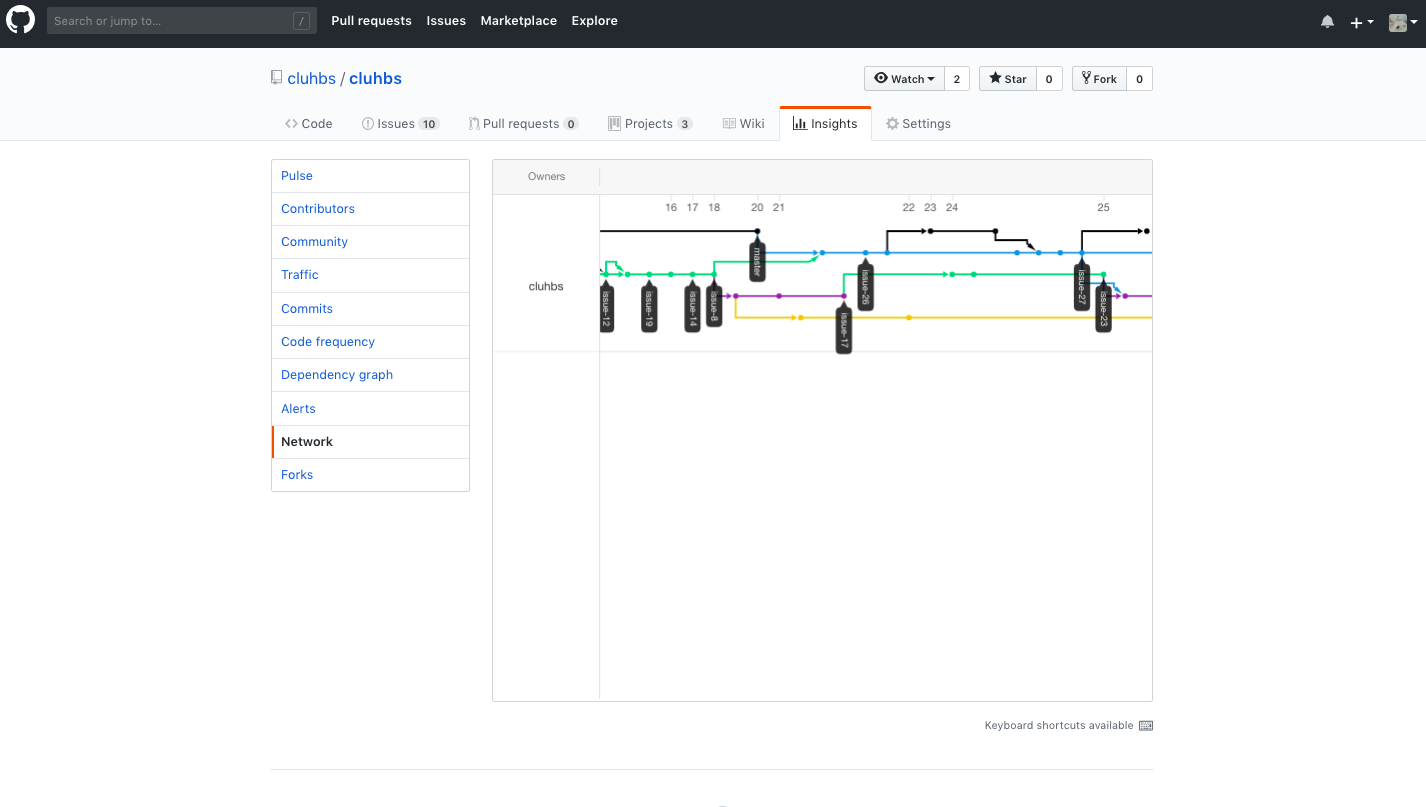 Search or jump to... /
Pull requests Issues Marketplace Explore
cluhbs / cluhbs
Watch 2 Star 0 Fork 0
Code Issues 10 Pull requests 0 Projects 3 Wiki Insights Settings
Pulse
Contributors
Community
Traffic
Commits
Code frequency
Dependency graph
Alerts
Network
Forks
Owners
16 17 18 20 21 22 23 24 25
cluhbs
master
issue-12
issue-19
issue-14
issue-8
issue-17
issue-26
issue-27
issue-23
Keyboard shortcuts available